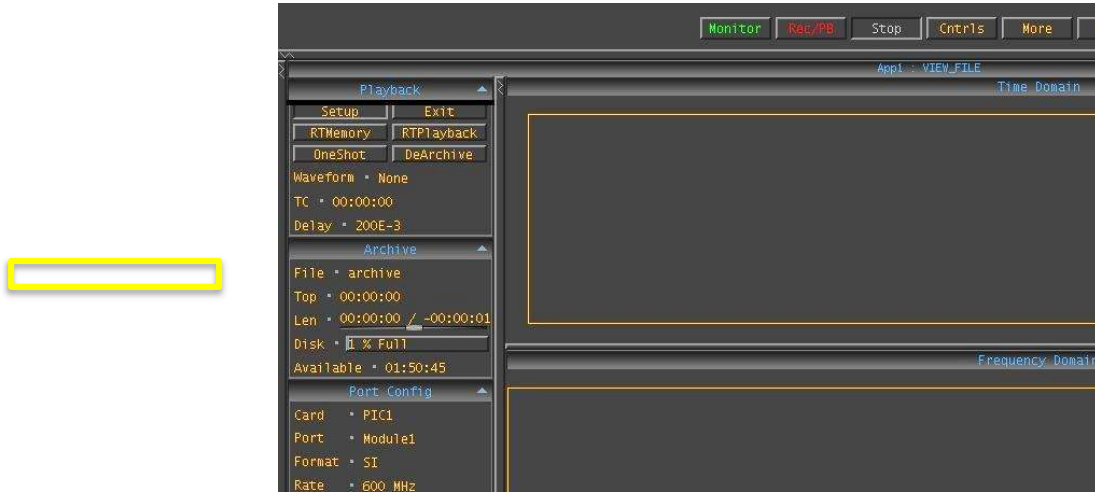 Monitor Rec/PB Stop Cntrls More
App1 : VIEW_FILE
Playback
Time Domain
Setup Exit
RTMemory RTPlayback
OneShot DeArchive
Waveform None
TC 00:00:00
Delay 200E-3
Archive
File archive
Top 00:00:00
Len 00:00:00 / -00:00:01
Disk 1 % Full
Available 01:50:45
Frequency Domain
Port Config
Card PIC1
Port Module1
Format SI
Rate 600 MHz